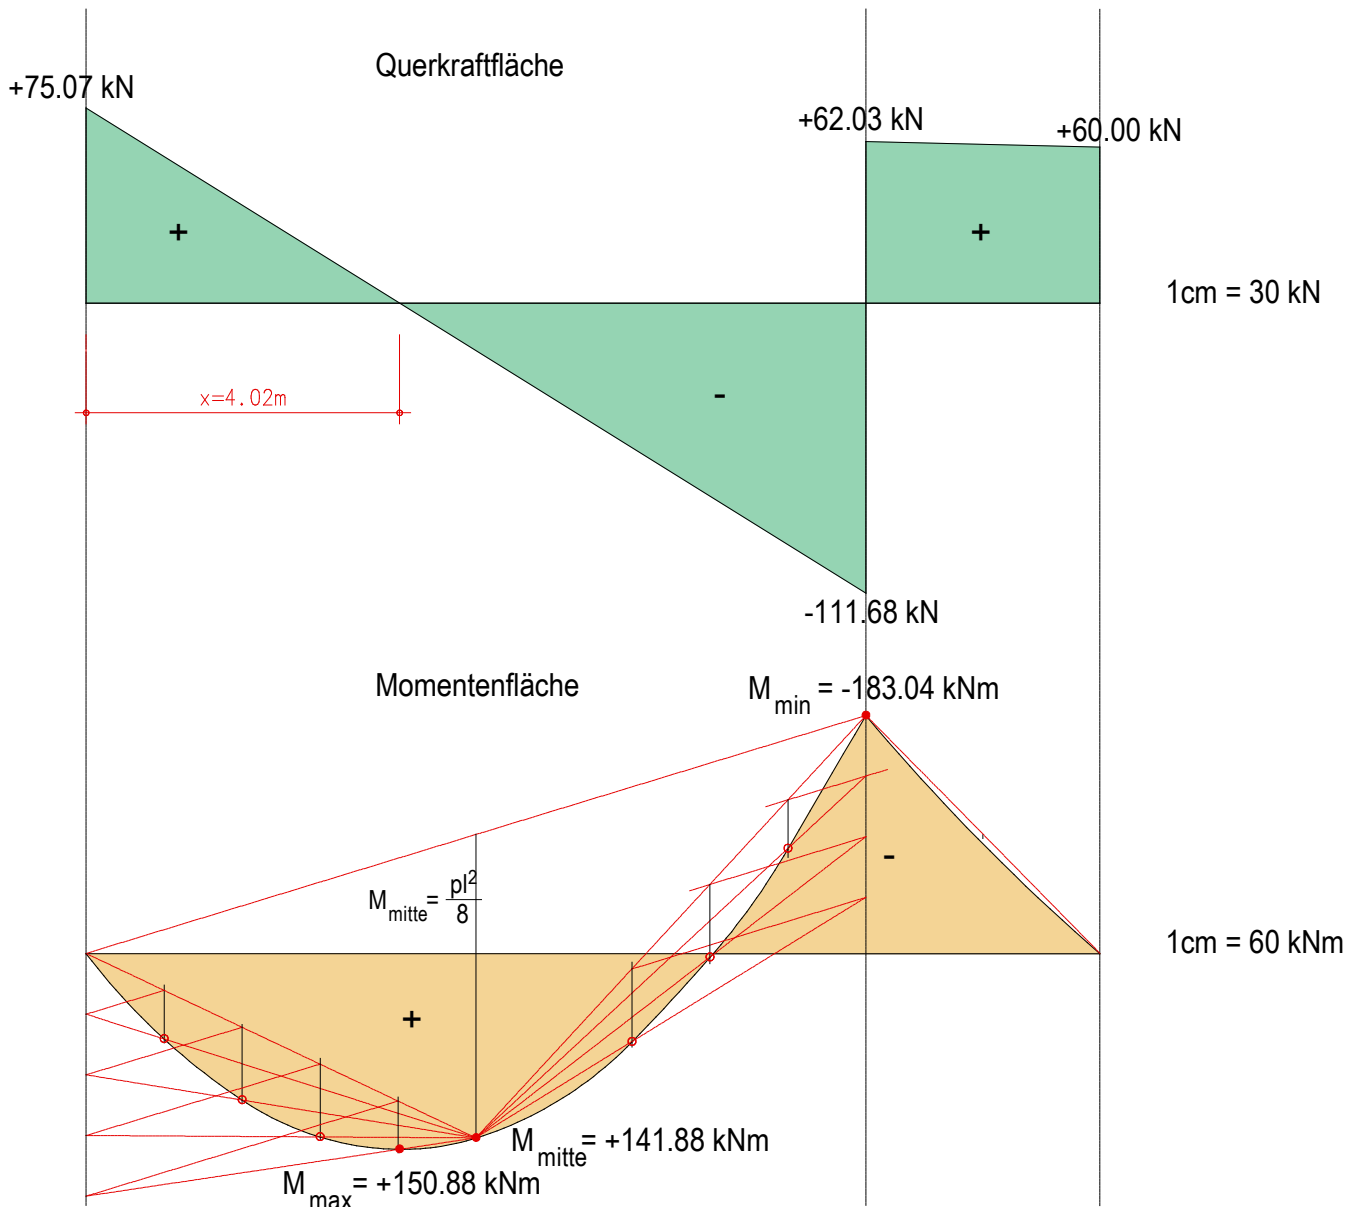 Querkraftfläche
+75.07 kN
+62.03 kN
+60.00 kN
+
+
1cm = 30 kN
x=4.02m
-
-111.68 kN
Momentenfläche
M min = -183.04 kNm
-
M mitte = pl² / 8
1cm = 60 kNm
+
M mitte = +141.88 kNm
M max = +150.88 kNm